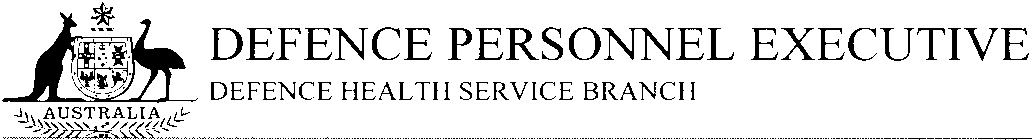 DEFENCE PERSONNEL EXECUTIVE
DEFENCE HEALTH SERVICE BRANCH
AUSTRALIA